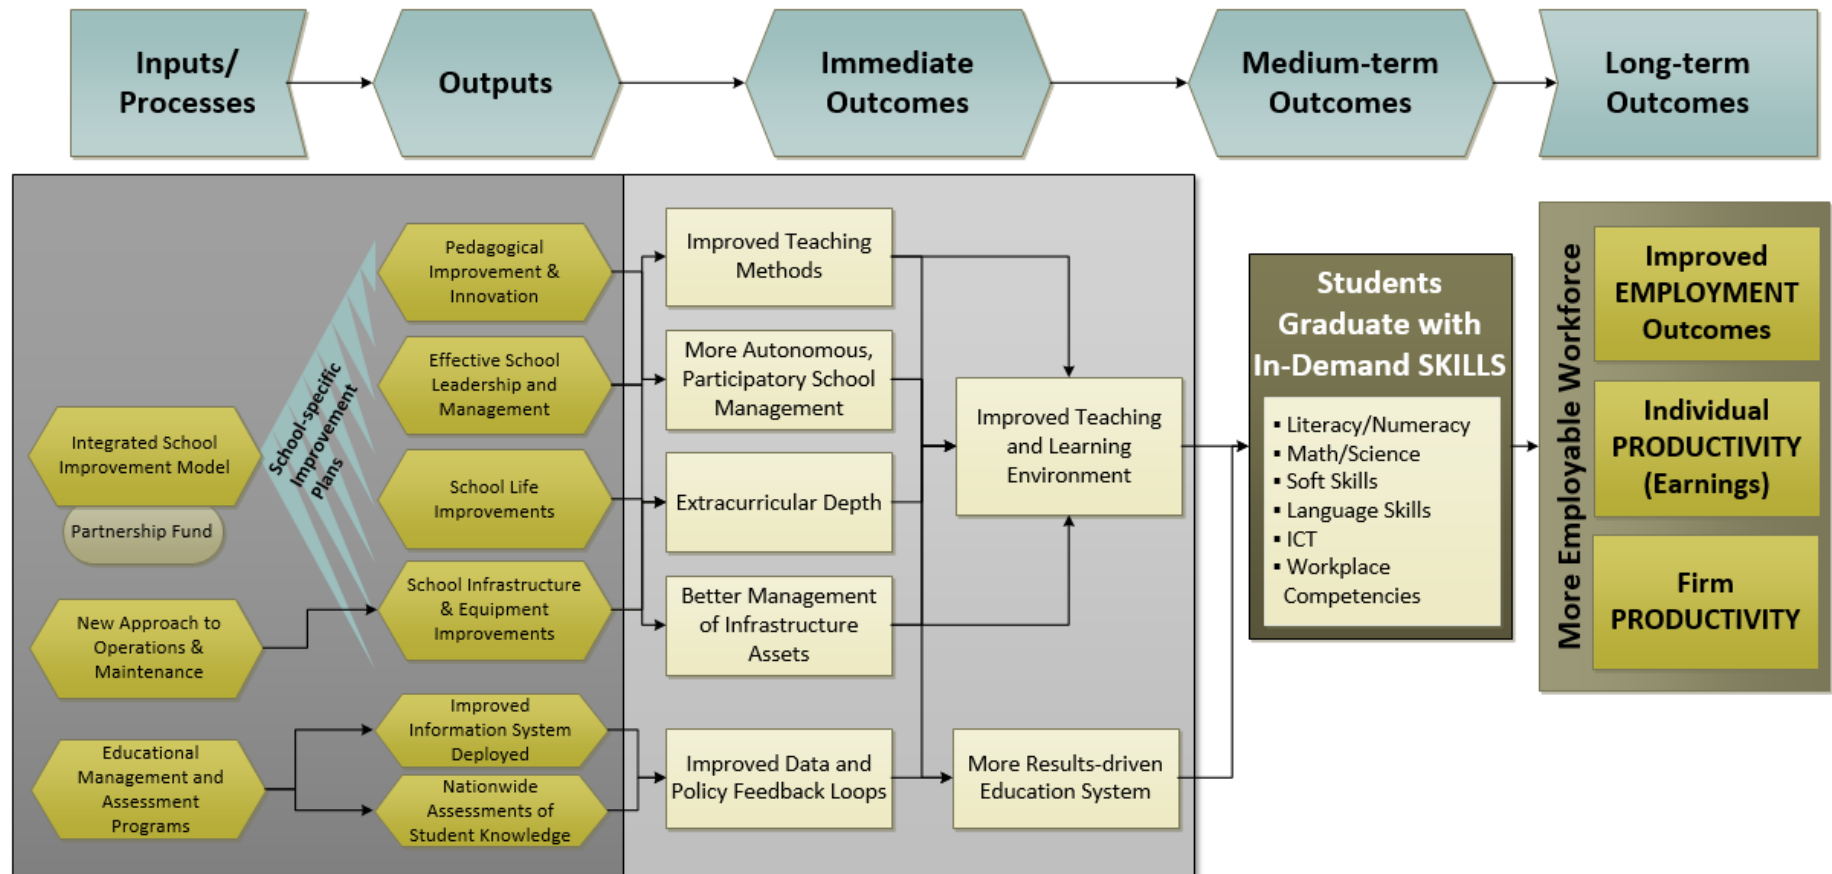 Inputs/
Processes
Outputs
Immediate
Outcomes
Medium-term
Outcomes
Long-term
Outcomes
Integrated School
Improvement Model
Partnership Fund
New Approach to
Operations &
Maintenance
Educational
Management and
Assessment
Programs
School-specific
Improvement
Plans
Pedagogical
Improvement &
Innovation
Effective School
Leadership and
Management
School Life
Improvements
School Infrastructure
& Equipment
Improvements
Improved
Information System
Deployed
Nationwide
Assessments of
Student Knowledge
Improved Teaching
Methods
More Autonomous,
Participatory School
Management
Extracurricular Depth
Better Management
of Infrastructure
Assets
Improved Data and
Policy Feedback Loops
Improved Teaching
and Learning
Environment
More Results-driven
Education System
Students
Graduate with
In-Demand SKILLS
▪ Literacy/Numeracy
▪ Math/Science
▪ Soft Skills
▪ Language Skills
▪ ICT
▪ Workplace
Competencies
More Employable Workforce
Improved
EMPLOYMENT
Outcomes
Individual
PRODUCTIVITY
(Earnings)
Firm
PRODUCTIVITY